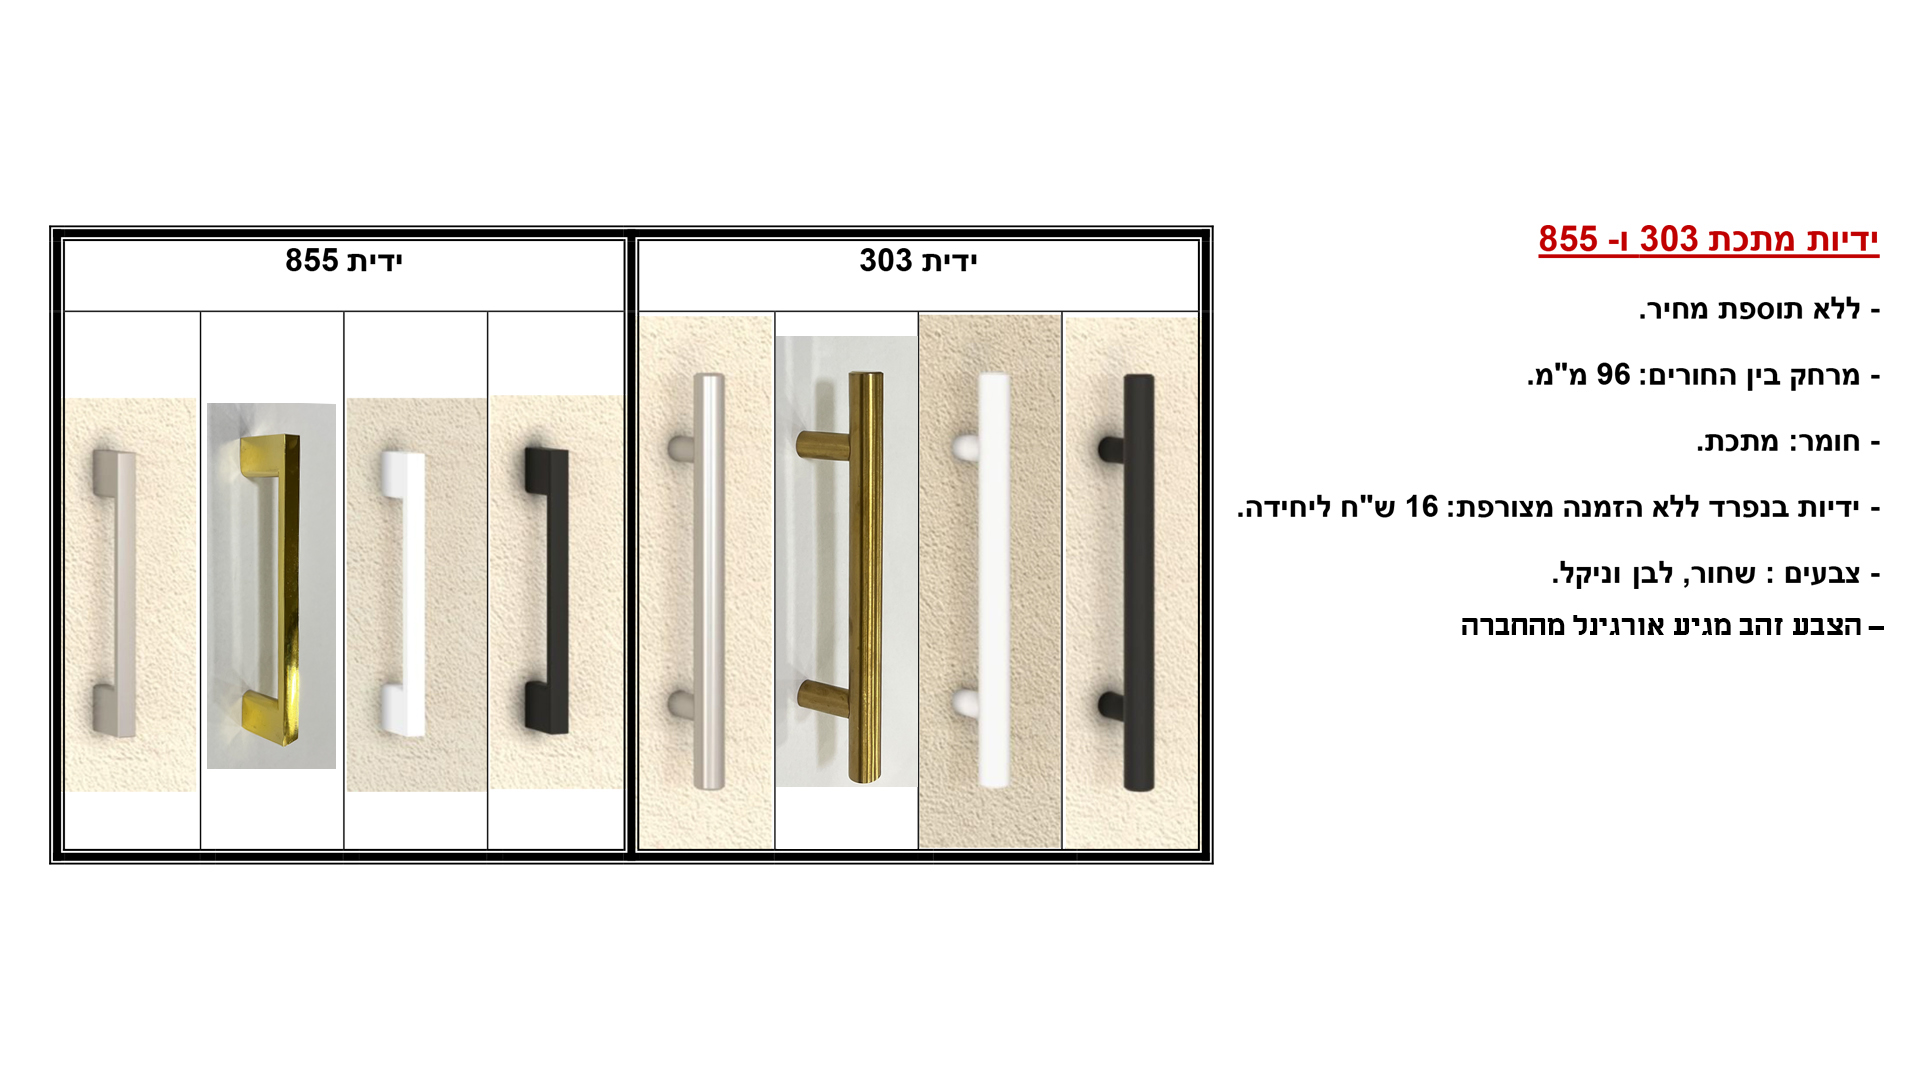 ידיות מתכת 303 ו- 855
- ללא תוספת מחיר.
- מרחק בין החורים: 96 מ"מ.
- חומר: מתכת.
- ידיות בנפרד ללא הזמנה מצורפת: 16 ש"ח ליחידה.
- צבעים : שחור, לבן וניקל.
– הצבע זהב מגיע אורגינל מהחברה
ידית 303
ידית 855